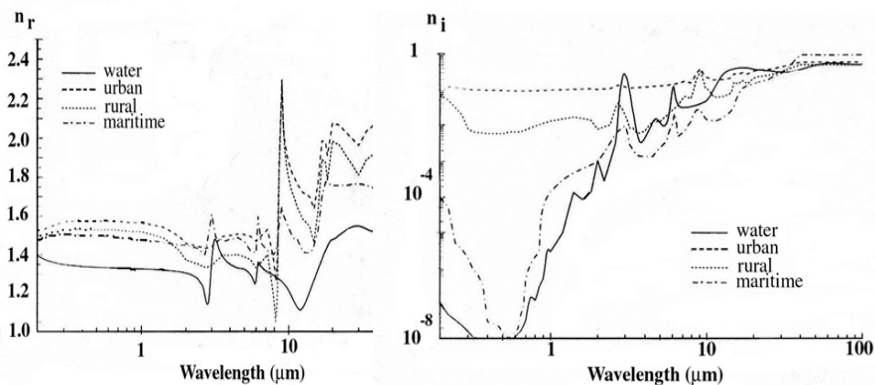 n r
2.4
2.2
2.0
1.8
1.6
1.4
1.2
1.0
water
urban
rural
maritime
1 10
Wavelength (μm)
n i
1
10 -4
-4
10 -8
water
urban
rural
maritime
1 10 100
Wavelength (μm)